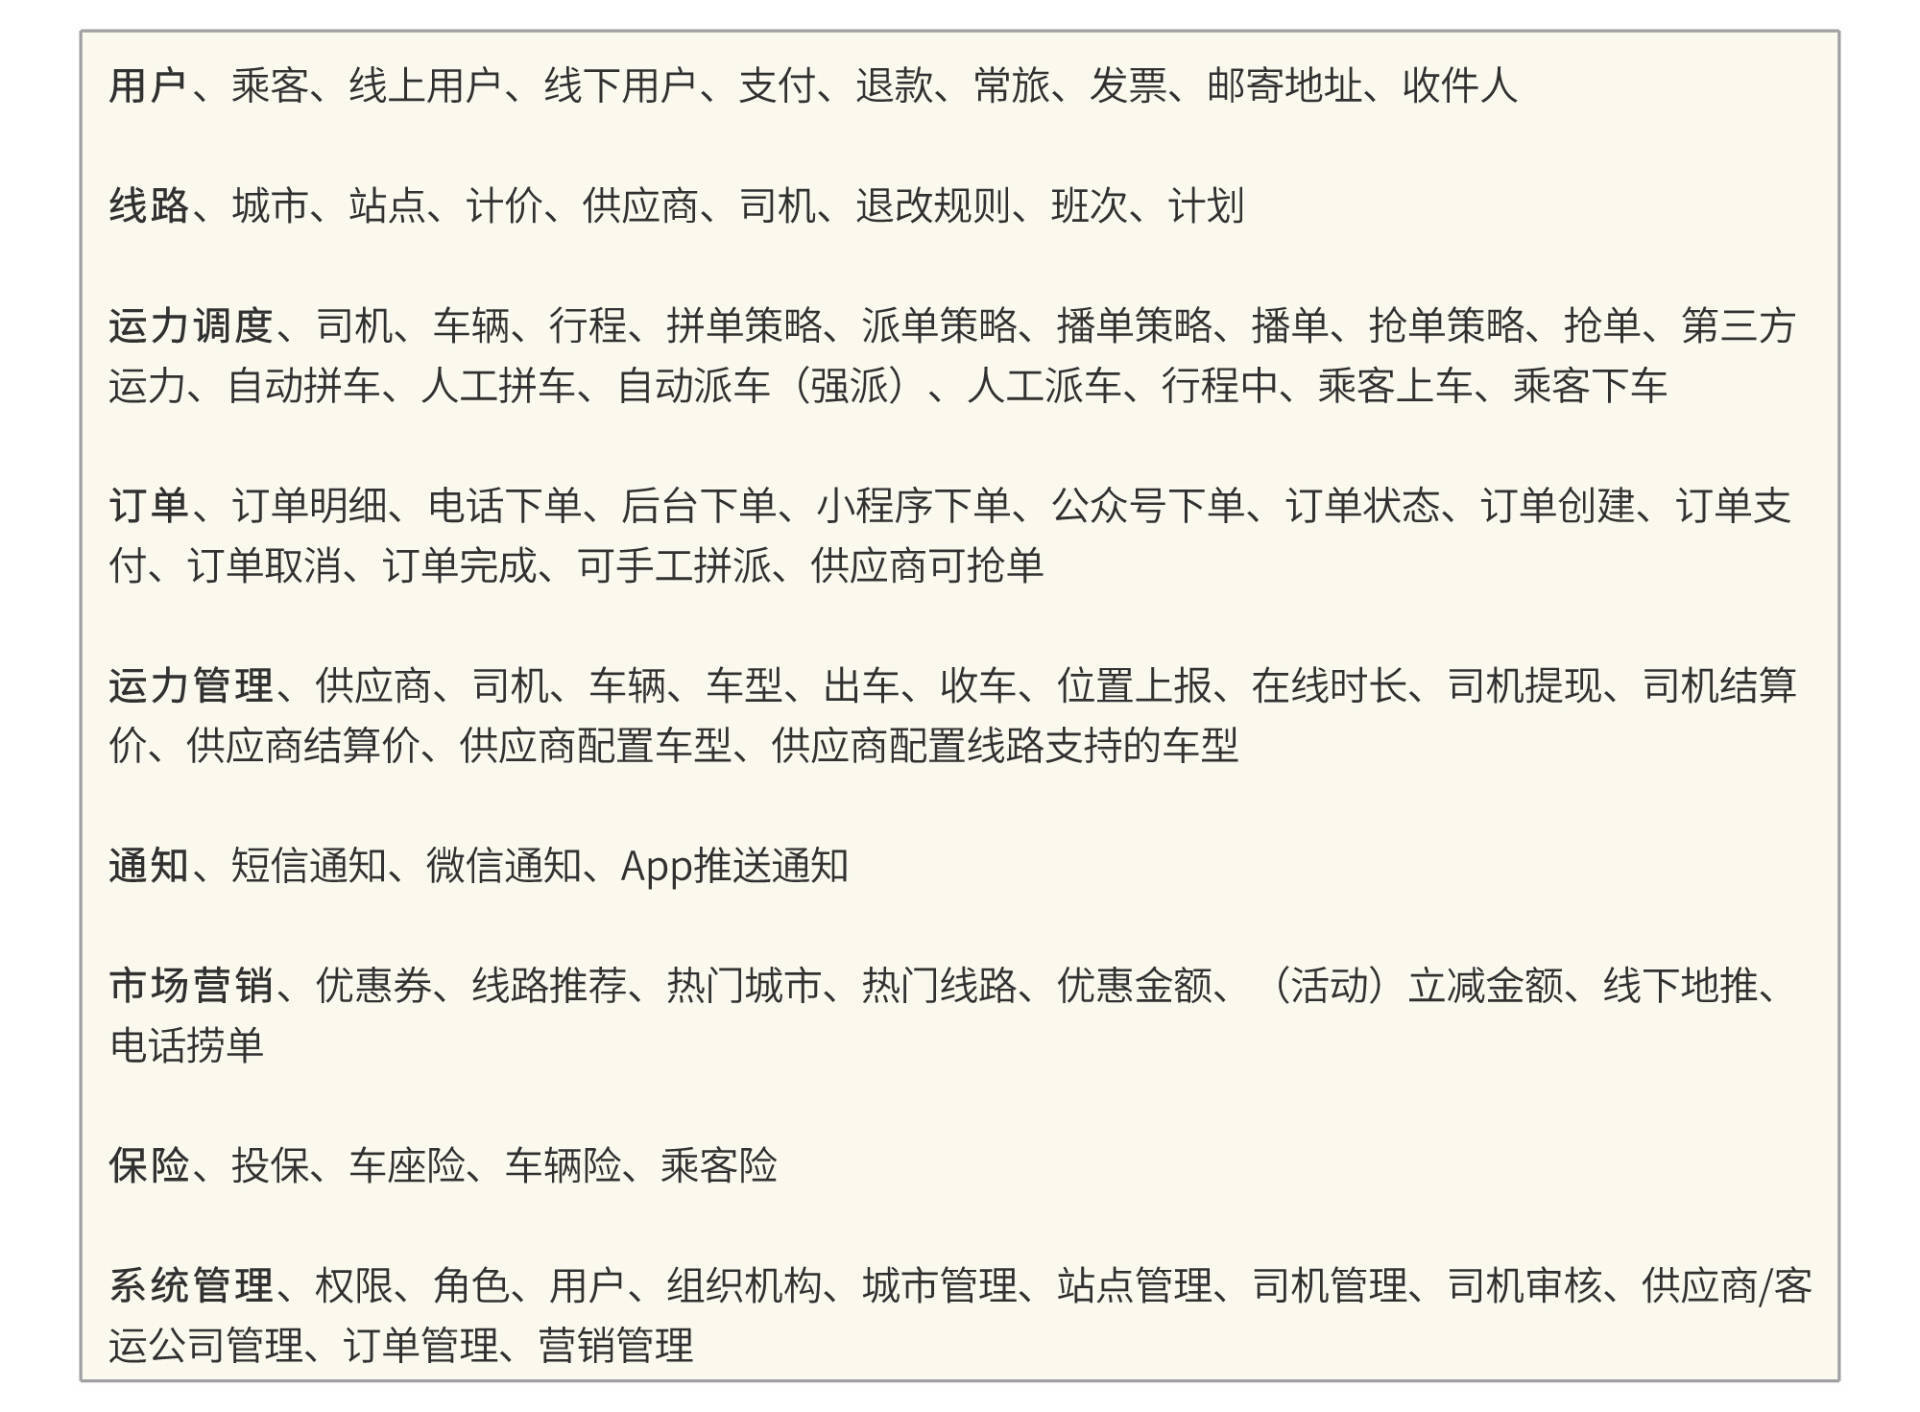 用户、乘客、线上用户、线下用户、支付、退款、常旅、发票、邮寄地址、收件人
线路、城市、站点、计价、供应商、司机、退改规则、班次、计划
运力调度、司机、车辆、行程、拼单策略、派单策略、播单策略、播单、抢单策略、抢单、第三方
运力、自动拼车、人工拼车、自动派车（强派）、人工派车、行程中、乘客上车、乘客下车
订单、订单明细、电话下单、后台下单、小程序下单、公众号下单、订单状态、订单创建、订单支
付、订单取消、订单完成、可手工拼派、供应商可抢单
运力管理、供应商、司机、车辆、车型、出车、收车、位置上报、在线时长、司机提现、司机结算
价、供应商结算价、供应商配置车型、供应商配置线路支持的车型
通知、短信通知、微信通知、App推送通知
市场营销、优惠券、线路推荐、热门城市、热门线路、优惠金额、（活动）立减金额、线下地推、
电话捞单
保险、投保、车座险、车辆险、乘客险
系统管理、权限、角色、用户、组织机构、城市管理、站点管理、司机管理、司机审核、供应商/客
运公司管理、订单管理、营销管理